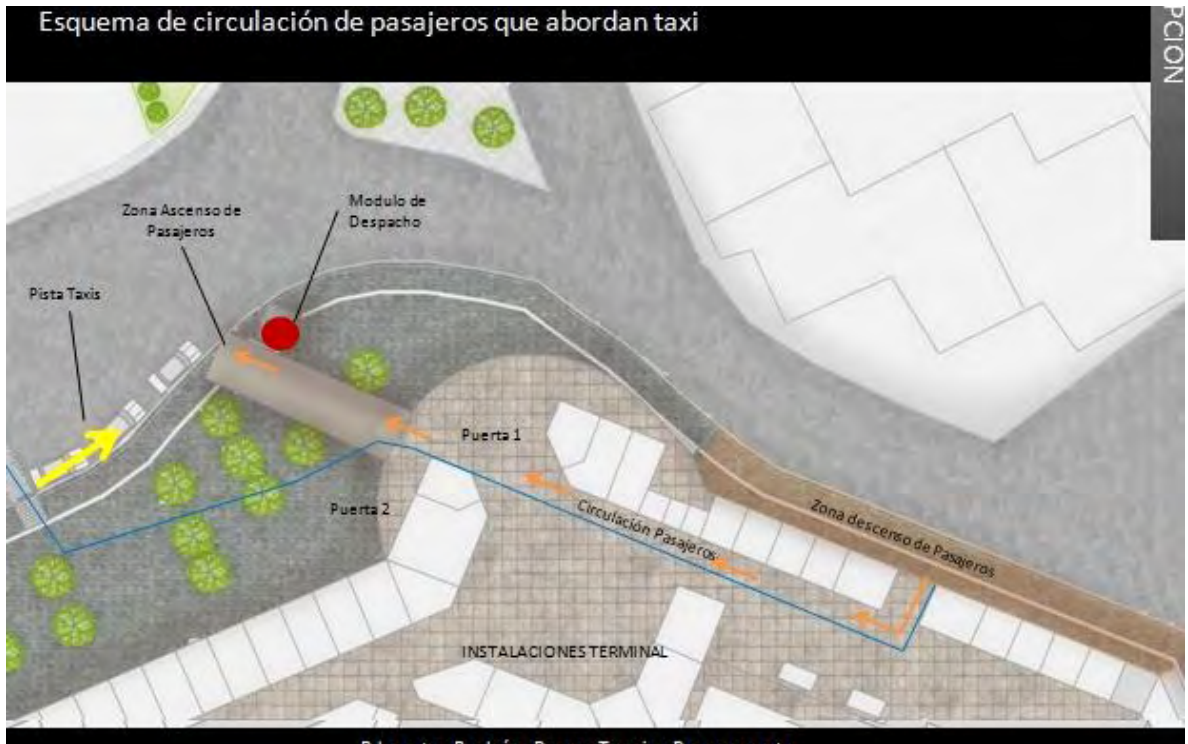 Esquema de circulación de pasajeros que abordan taxi
PCION
Zona Ascenso de
Pasajeros
Modulo de
Despacho
Pista Taxis
Puerta 1
Puerta 2
Circulación Pasajeros
Zona descenso de Pasajeros
INSTALACIONES TERMINAL